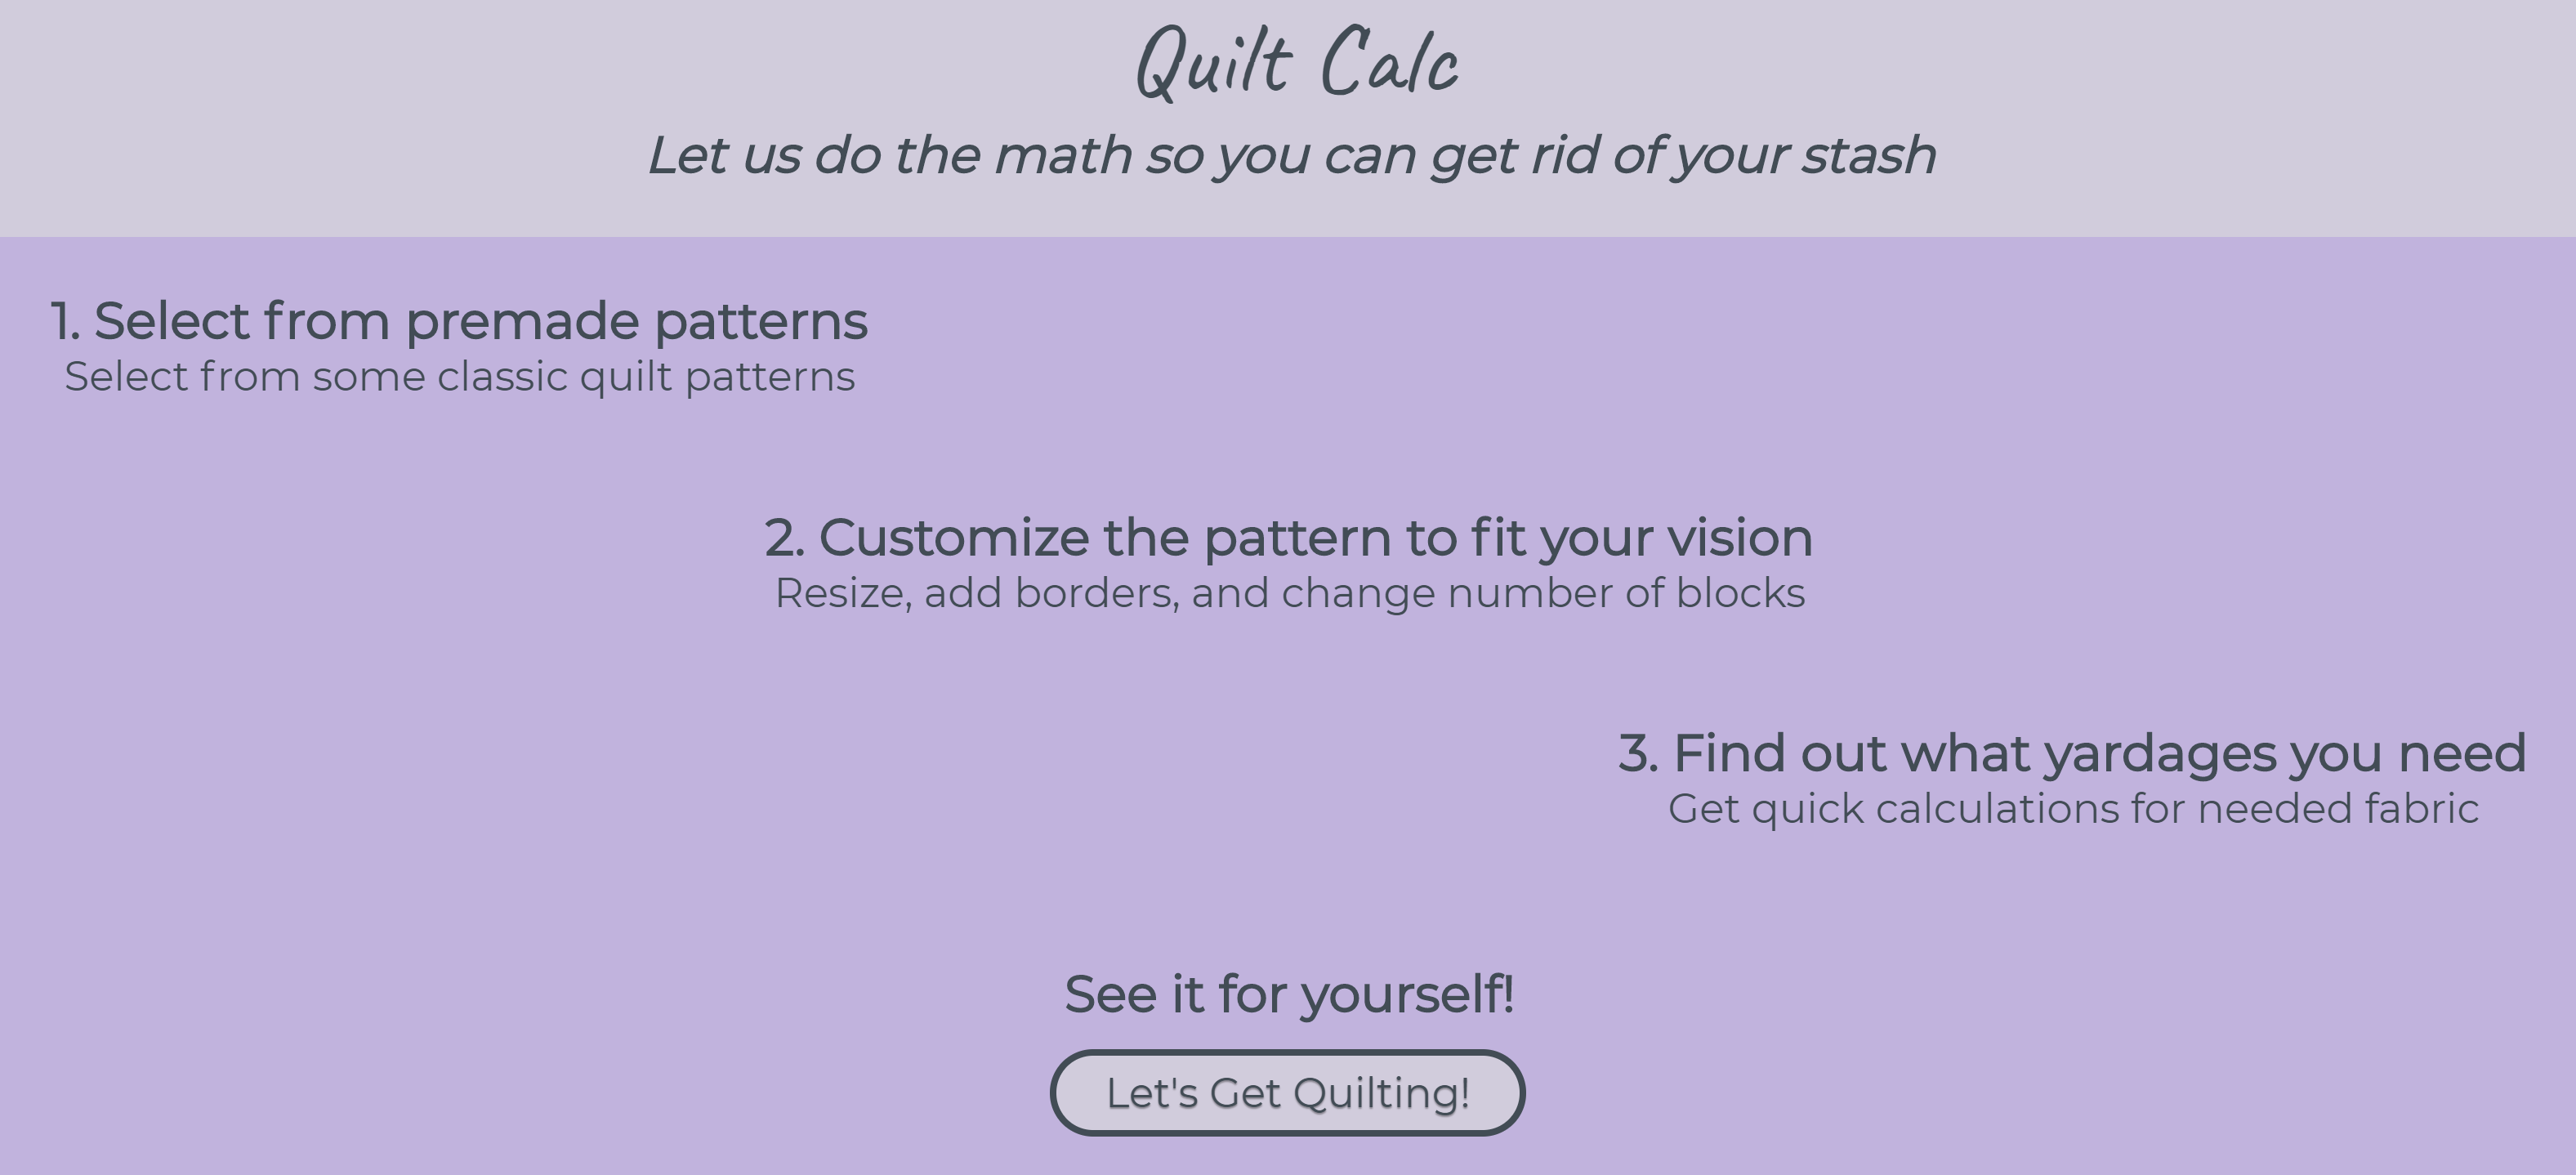 Quilt Calc
Let us do the math so you can get rid of your stash
1. Select from premade patterns
Select from some classic quilt patterns
2. Customize the pattern to fit your vision
Resize, add borders, and change number of blocks
3. Find out what yardages you need
Get quick calculations for needed fabric
See it for yourself!
Let's Get Quilting!